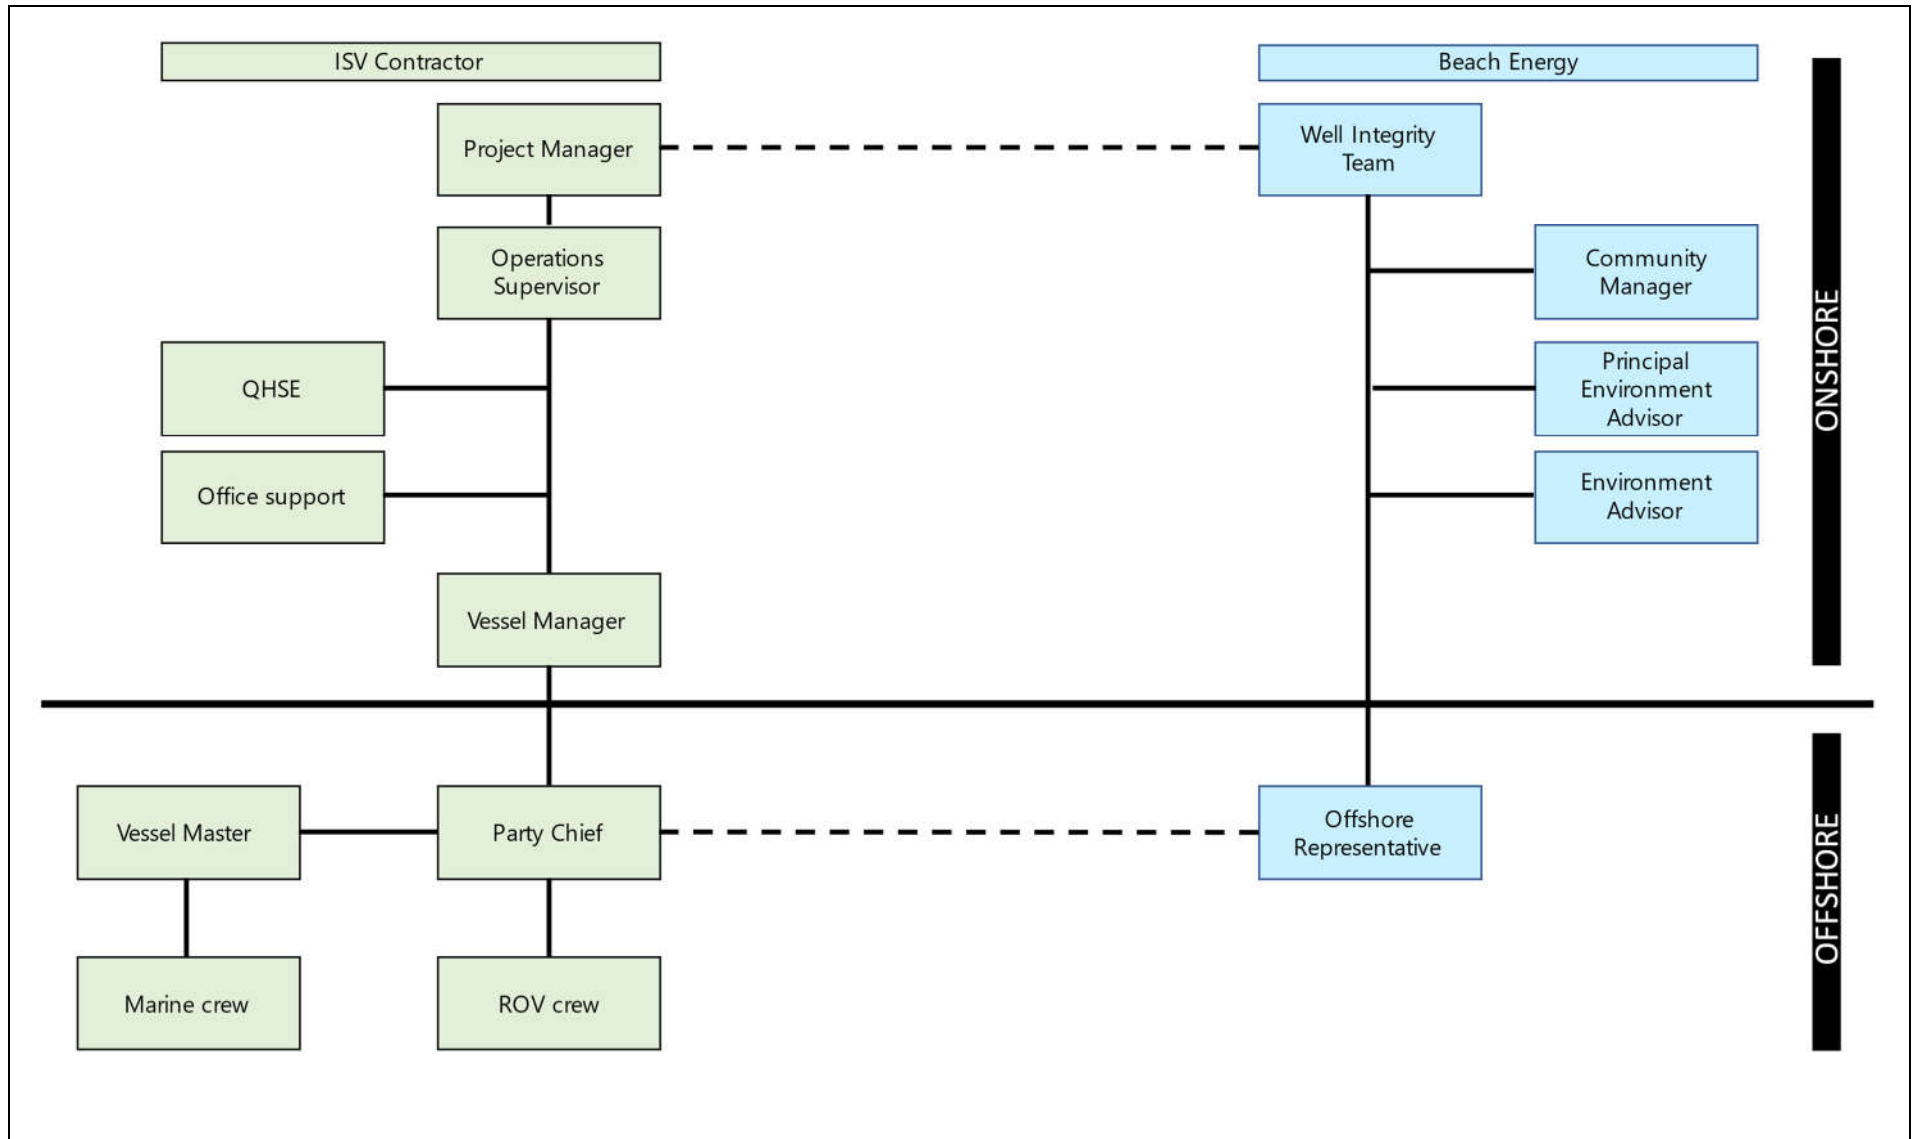 ISV Contractor
Beach Energy
Project Manager
Well Integrity
Team
Operations
Supervisor
Community
Manager
QHSE
Principal
Environment
Advisor
Office support
Environment
Advisor
Vessel Manager
ONSHORE
Vessel Master
Party Chief
Offshore
Representative
Marine crew
ROV crew
OFFSHORE